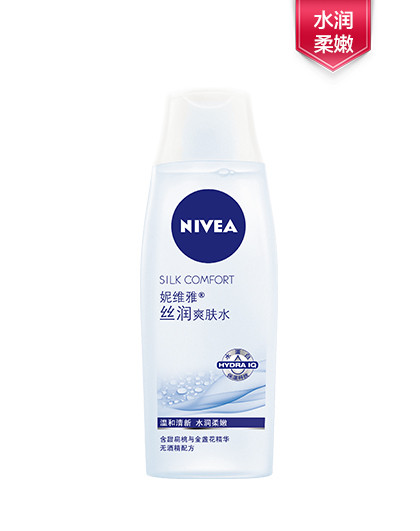 水润
柔嫩
NIVEA
SILK COMFORT
妮维雅®
丝润爽肤水
HYDRA IQ
温和清新 水润柔嫩
含甜扁桃与金盏花精华
无酒精配方